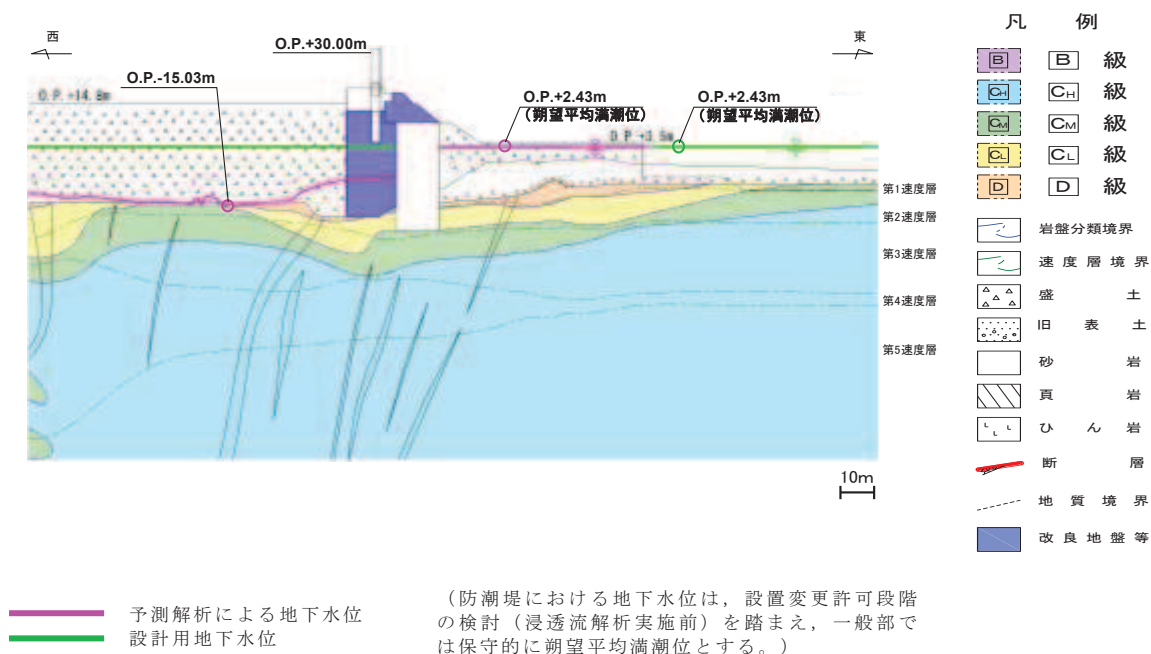 西
東
O.P.+30.00m
O.P.-15.03m
O.P.+14.8m
O.P.+2.43m
(朔望平均満潮位)
O.P.+2.43m
(朔望平均満潮位)
O.P.+3.5m
第1速度層
第2速度層
第3速度層
第4速度層
第5速度層
10m
凡 例
B B 級
CH CH 級
CM CM 級
CL CL 級
D D 級
岩盤分類境界
速度層境界
盛土
旧表土
砂岩
頁岩
ひん岩
断層
地質境界
改良地盤等
予測解析による地下水位
設計用地下水位
（防潮堤における地下水位は，設置変更許可段階
の検討（浸透流解析実施前）を踏まえ，一般部で
は保守的に朔望平均満潮位とする。）